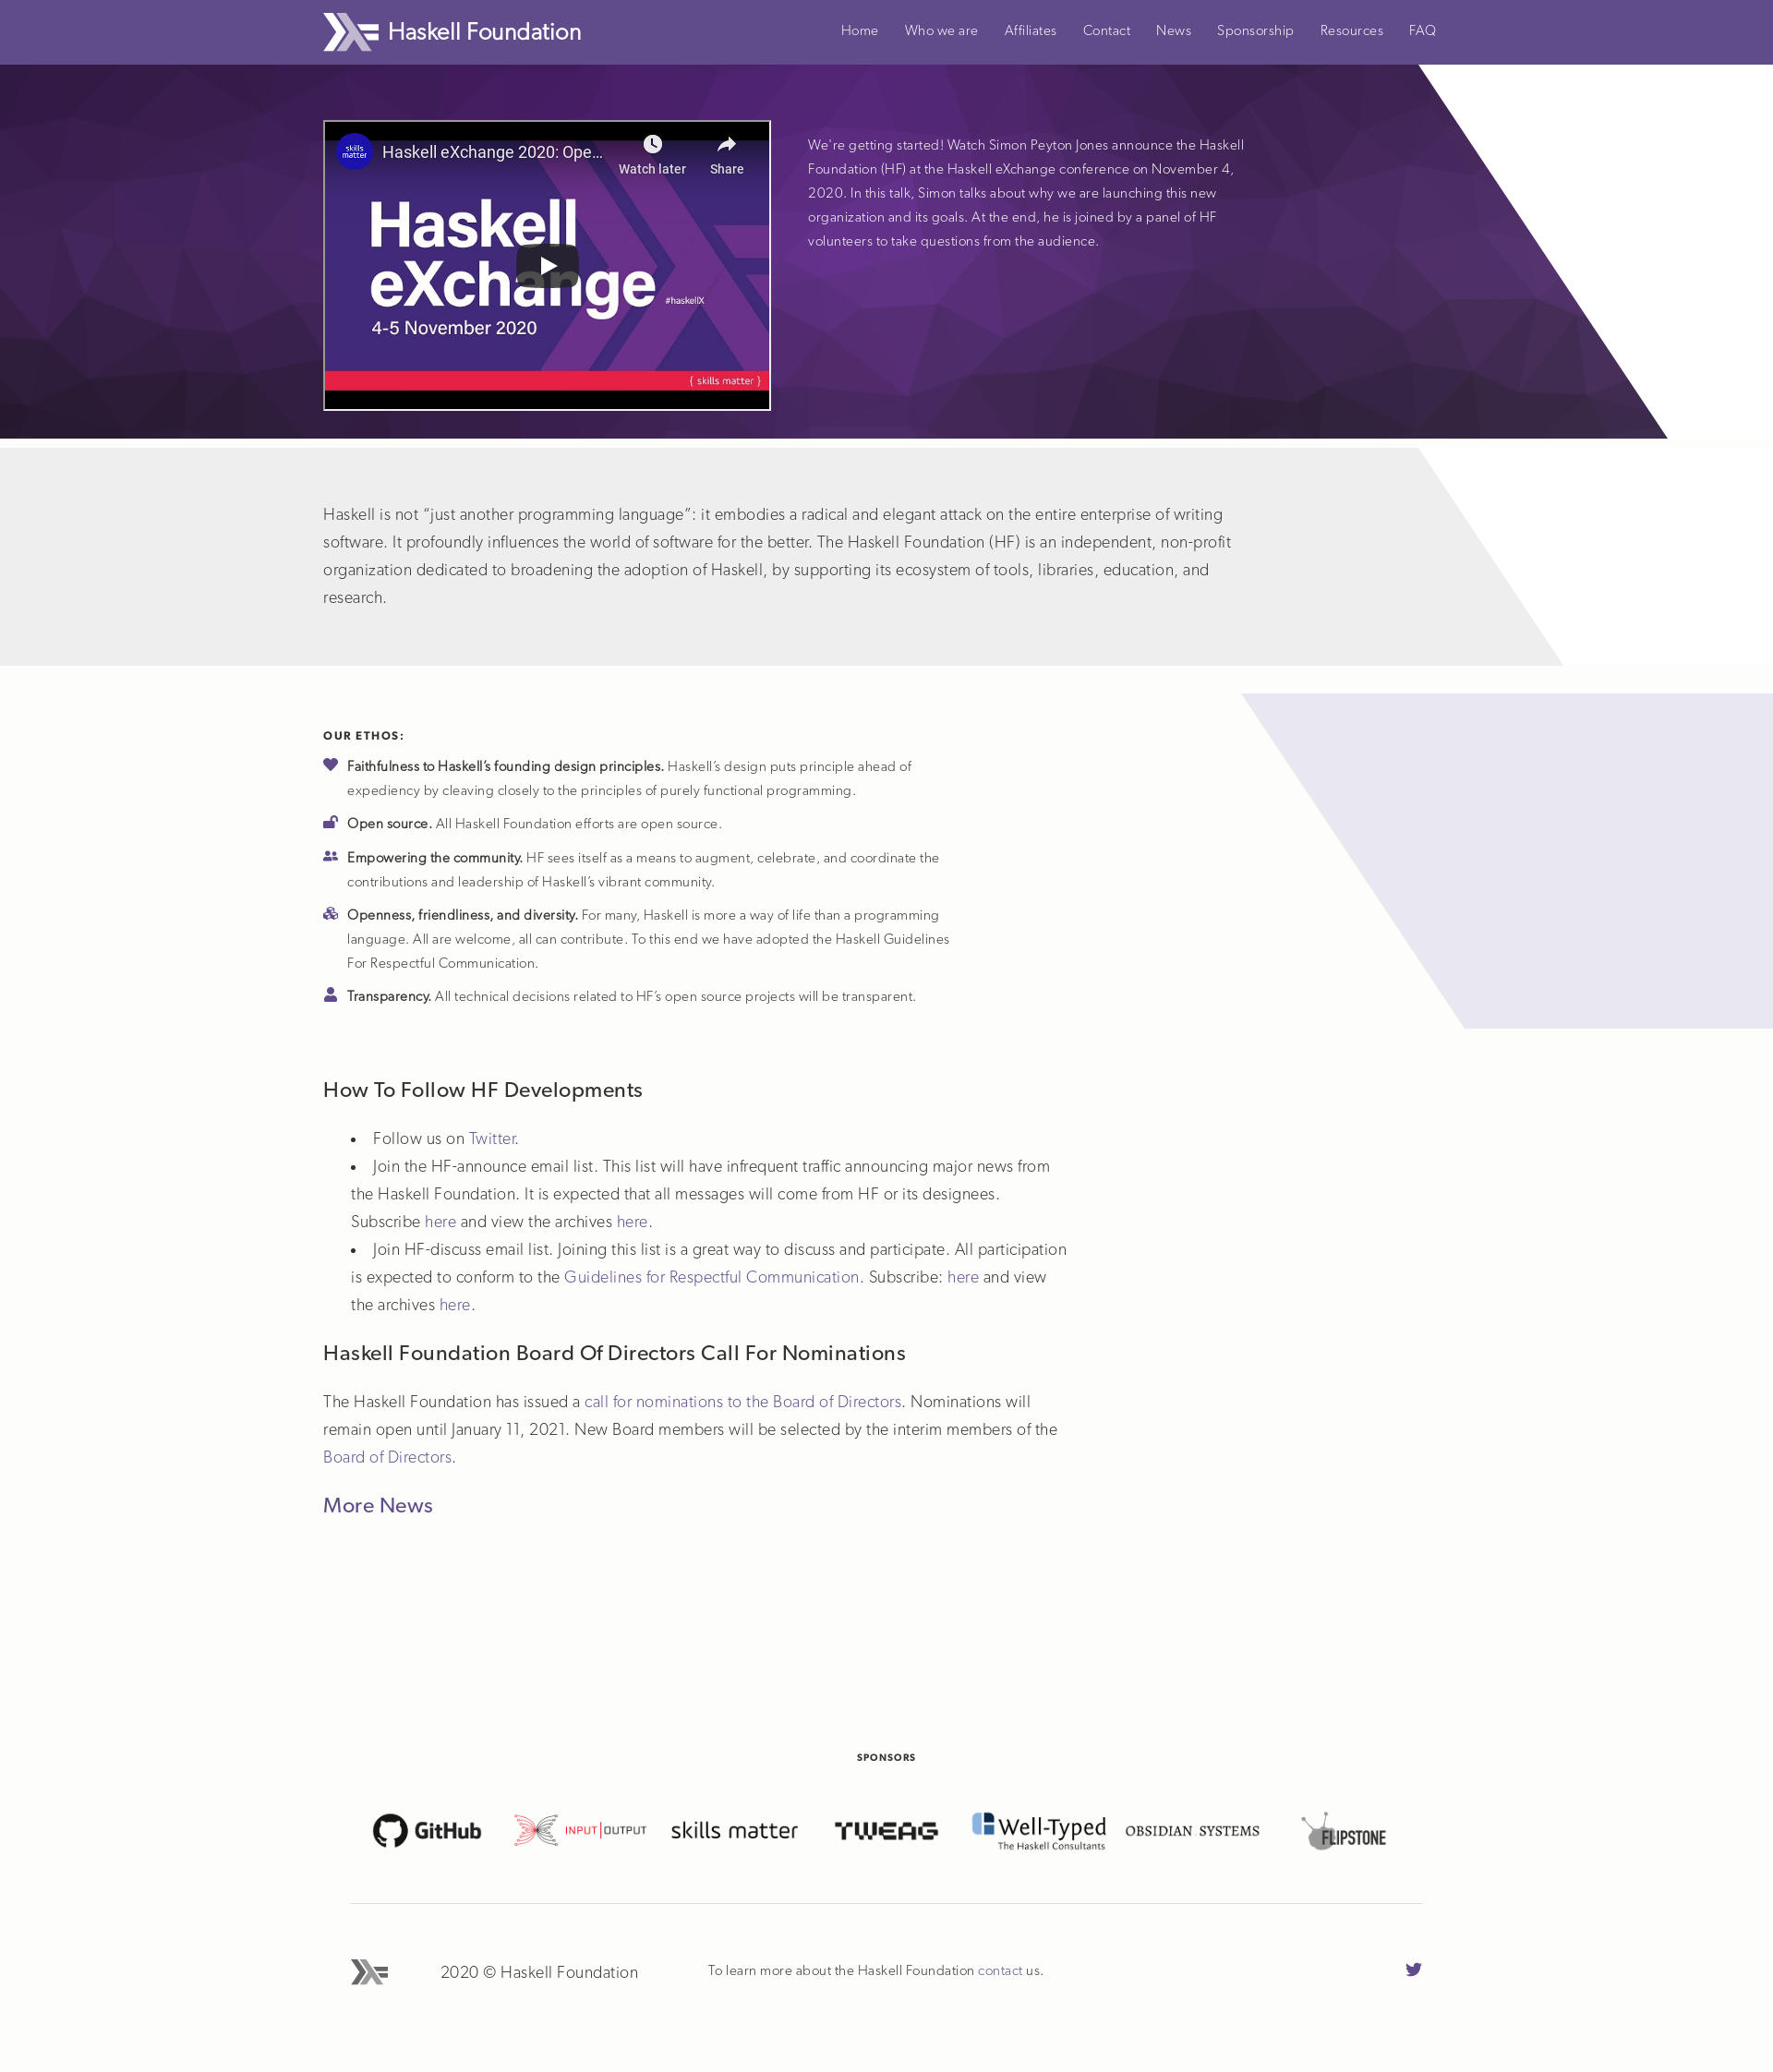 Haskell Foundation
Home Who we are Affiliates Contact News Sponsorship Resources FAQ
skills
matter
Haskell eXchange 2020: Ope...
Watch later
Share
Haskell
eXchange
#haskellX
4-5 November 2020
{ skills matter }
We're getting started! Watch Simon Peyton Jones announce the Haskell
Foundation (HF) at the Haskell eXchange conference on November 4,
2020. In this talk, Simon talks about why we are launching this new
organization and its goals. At the end, he is joined by a panel of HF
volunteers to take questions from the audience.
Haskell is not “just another programming language”: it embodies a radical and elegant attack on the entire enterprise of writing
software. It profoundly influences the world of software for the better. The Haskell Foundation (HF) is an independent, non-profit
organization dedicated to broadening the adoption of Haskell, by supporting its ecosystem of tools, libraries, education, and
research.
OUR ETHOS:
Faithfulness to Haskell’s founding design principles. Haskell’s design puts principle ahead of
expediency by cleaving closely to the principles of purely functional programming.
Open source. All Haskell Foundation efforts are open source.
Empowering the community. HF sees itself as a means to augment, celebrate, and coordinate the
contributions and leadership of Haskell’s vibrant community.
Openness, friendliness, and diversity. For many, Haskell is more a way of life than a programming
language. All are welcome, all can contribute. To this end we have adopted the Haskell Guidelines
For Respectful Communication.
Transparency. All technical decisions related to HF’s open source projects will be transparent.
How To Follow HF Developments
• Follow us on Twitter.
• Join the HF-announce email list. This list will have infrequent traffic announcing major news from
the Haskell Foundation. It is expected that all messages will come from HF or its designees.
Subscribe here and view the archives here.
• Join HF-discuss email list. Joining this list is a great way to discuss and participate. All participation
is expected to conform to the Guidelines for Respectful Communication. Subscribe: here and view
the archives here.
Haskell Foundation Board Of Directors Call For Nominations
The Haskell Foundation has issued a call for nominations to the Board of Directors. Nominations will
remain open until January 11, 2021. New Board members will be selected by the interim members of the
Board of Directors.
More News
SPONSORS
GitHub
INPUT|OUTPUT
skills matter
TWEAG
Well-Typed
The Haskell Consultants
OBSIDIAN SYSTEMS
FLIPSTONE
2020 © Haskell Foundation
To learn more about the Haskell Foundation contact us.